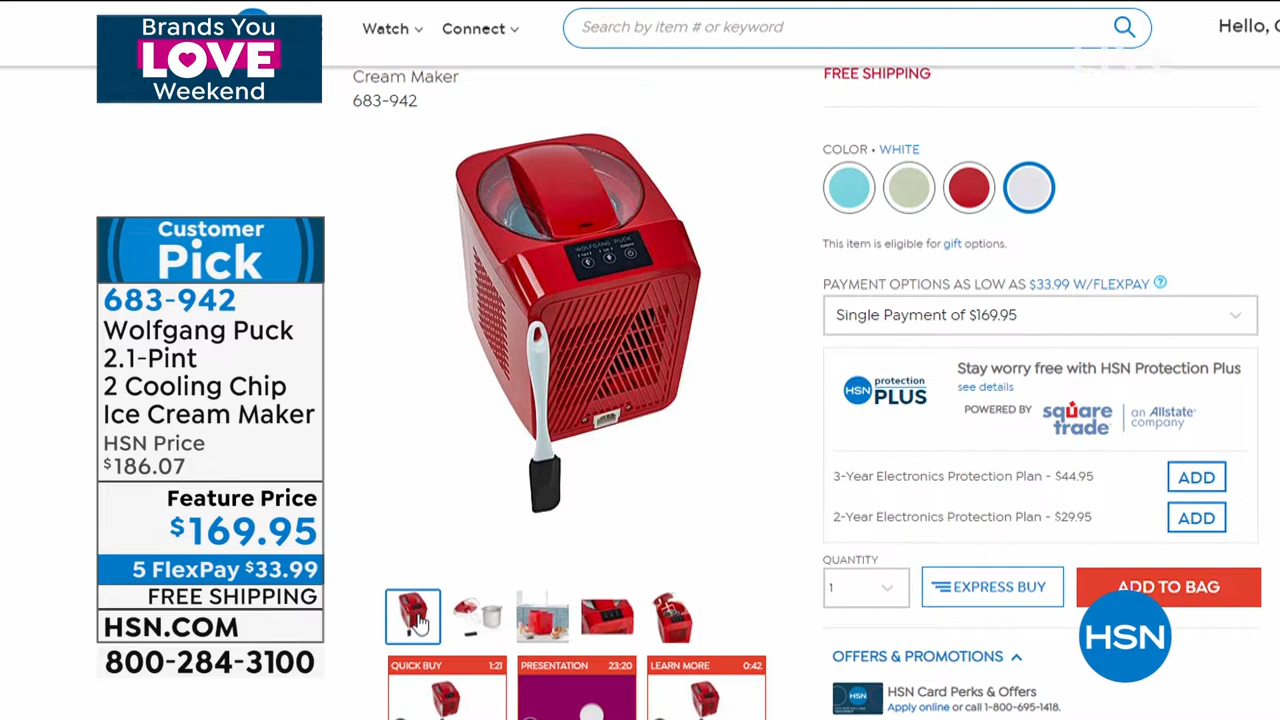 Brands You
LOVE
Weekend
Watch
Connect
Search by item # or keyword
Hello,
Cream Maker
683-942
FREE SHIPPING
COLOR • WHITE
This item is eligible for gift options.
PAYMENT OPTIONS AS LOW AS $33.99 W/FLEXPAY ?
Single Payment of $169.95
HSN protection PLUS
Stay worry free with HSN Protection Plus
see details
POWERED BY square trade an Allstate company
3-Year Electronics Protection Plan - $44.95
ADD
2-Year Electronics Protection Plan - $29.95
ADD
QUANTITY
1
EXPRESS BUY
ADD TO BAG
HSN
OFFERS & PROMOTIONS
HSN
HSN Card Perks & Offers
Apply online or call 1-800-695-1418.
WOLFGANG PUCK
QUICK BUY 1:21
PRESENTATION 23:20
LEARN MORE 0:42
Customer
Pick
683-942
Wolfgang Puck
2.1-Pint
2 Cooling Chip
Ice Cream Maker
HSN Price
$186.07
Feature Price
$169.95
5 FlexPay $33.99
FREE SHIPPING
HSN.COM
800-284-3100